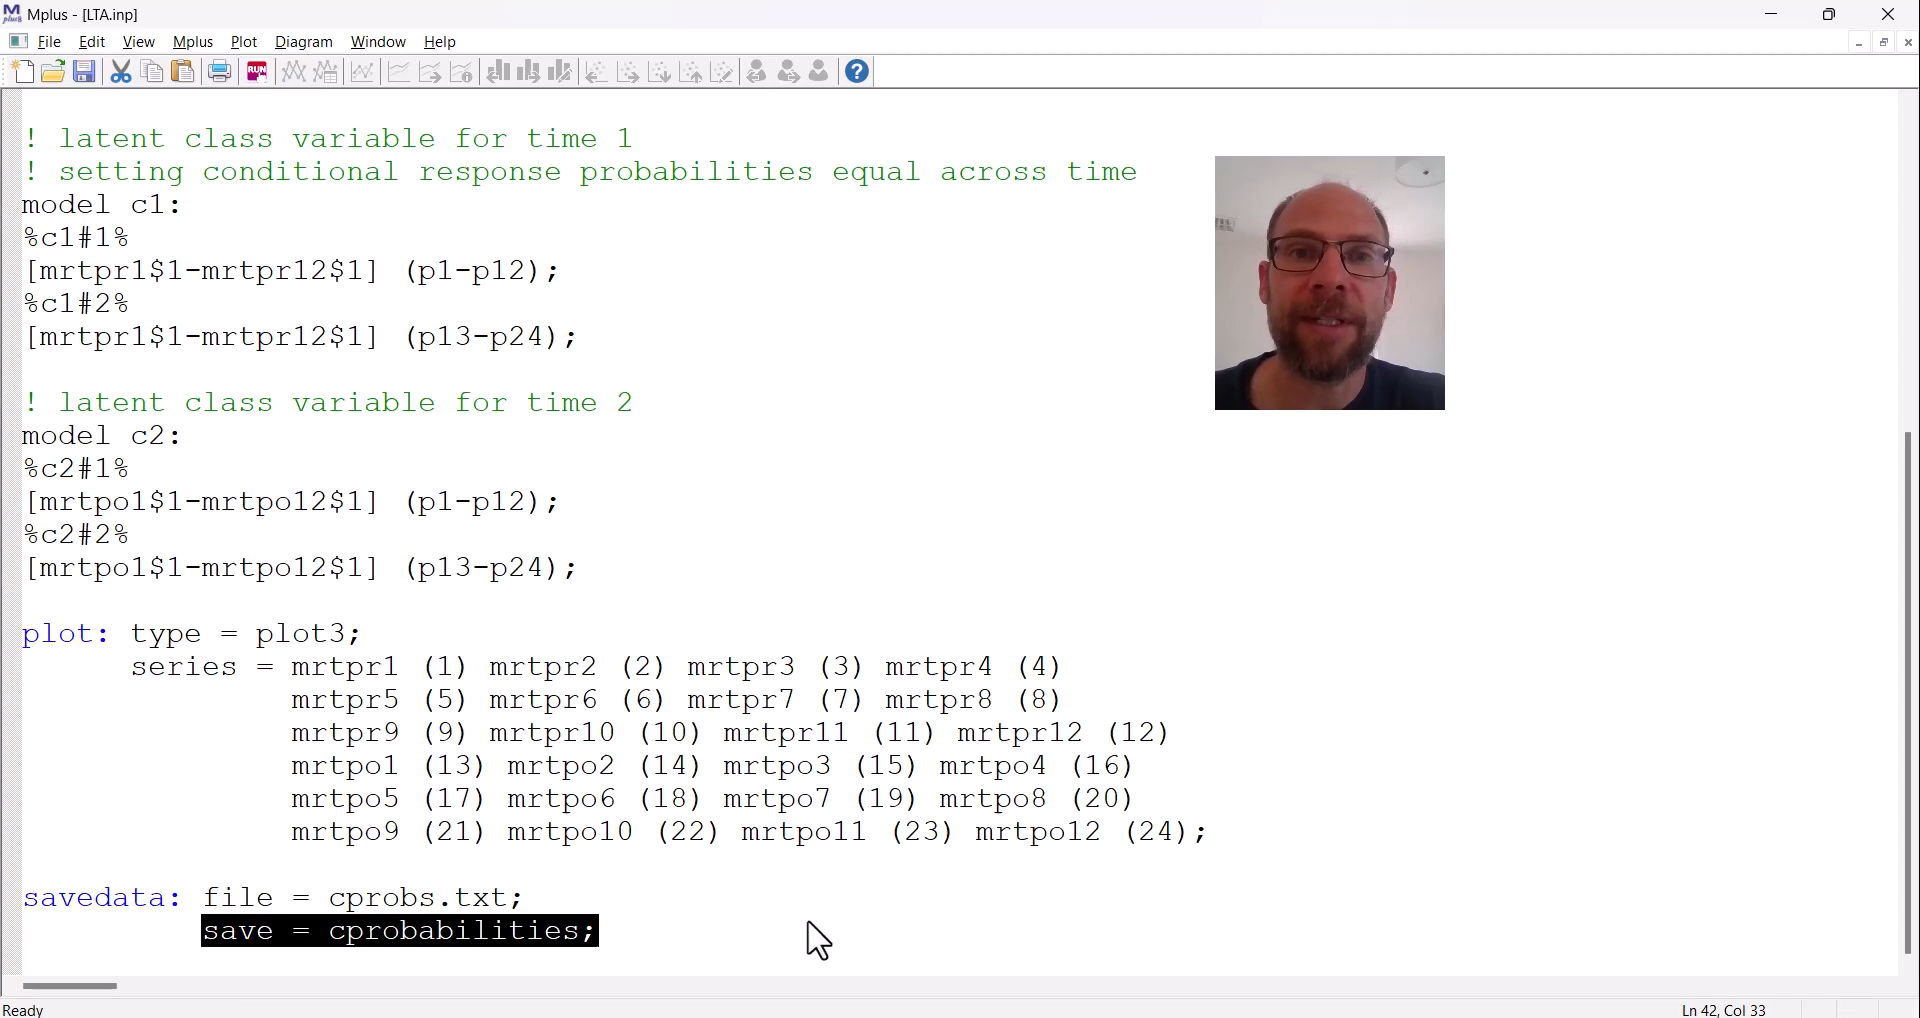 Mplus - [LTA.inp]
File Edit View Mplus Plot Diagram Window Help
RUN
! latent class variable for time 1
! setting conditional response probabilities equal across time
model c1:
%c1#1%
[mrtpr1$1-mrtpr12$1] (p1-p12);
%c1#2%
[mrtpr1$1-mrtpr12$1] (p13-p24);
! latent class variable for time 2
model c2:
%c2#1%
[mrtpo1$1-mrtpo12$1] (p1-p12);
%c2#2%
[mrtpo1$1-mrtpo12$1] (p13-p24);
plot: type = plot3;
series = mrtpr1 (1) mrtpr2 (2) mrtpr3 (3) mrtpr4 (4)
mrtpr5 (5) mrtpr6 (6) mrtpr7 (7) mrtpr8 (8)
mrtpr9 (9) mrtpr10 (10) mrtpr11 (11) mrtpr12 (12)
mrtpo1 (13) mrtpo2 (14) mrtpo3 (15) mrtpo4 (16)
mrtpo5 (17) mrtpo6 (18) mrtpo7 (19) mrtpo8 (20)
mrtpo9 (21) mrtpo10 (22) mrtpo11 (23) mrtpo12 (24);
savedata: file = cprobs.txt;
save = cprobabilities;
Ready
Ln 42, Col 33